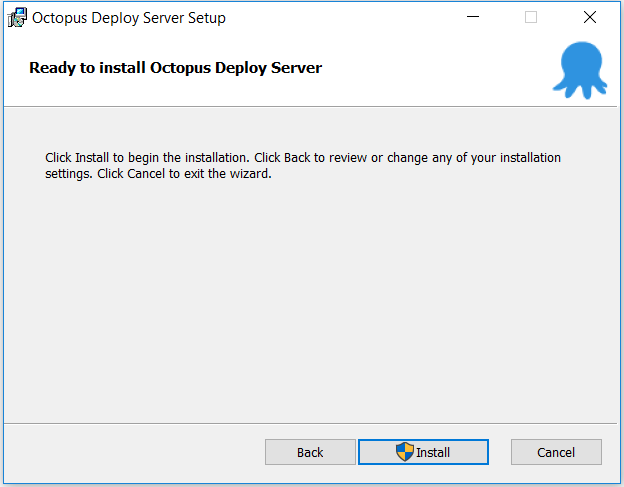 Octopus Deploy Server Setup
Ready to install Octopus Deploy Server
Click Install to begin the installation. Click Back to review or change any of your installation
settings. Click Cancel to exit the wizard.
Back
Install
Cancel